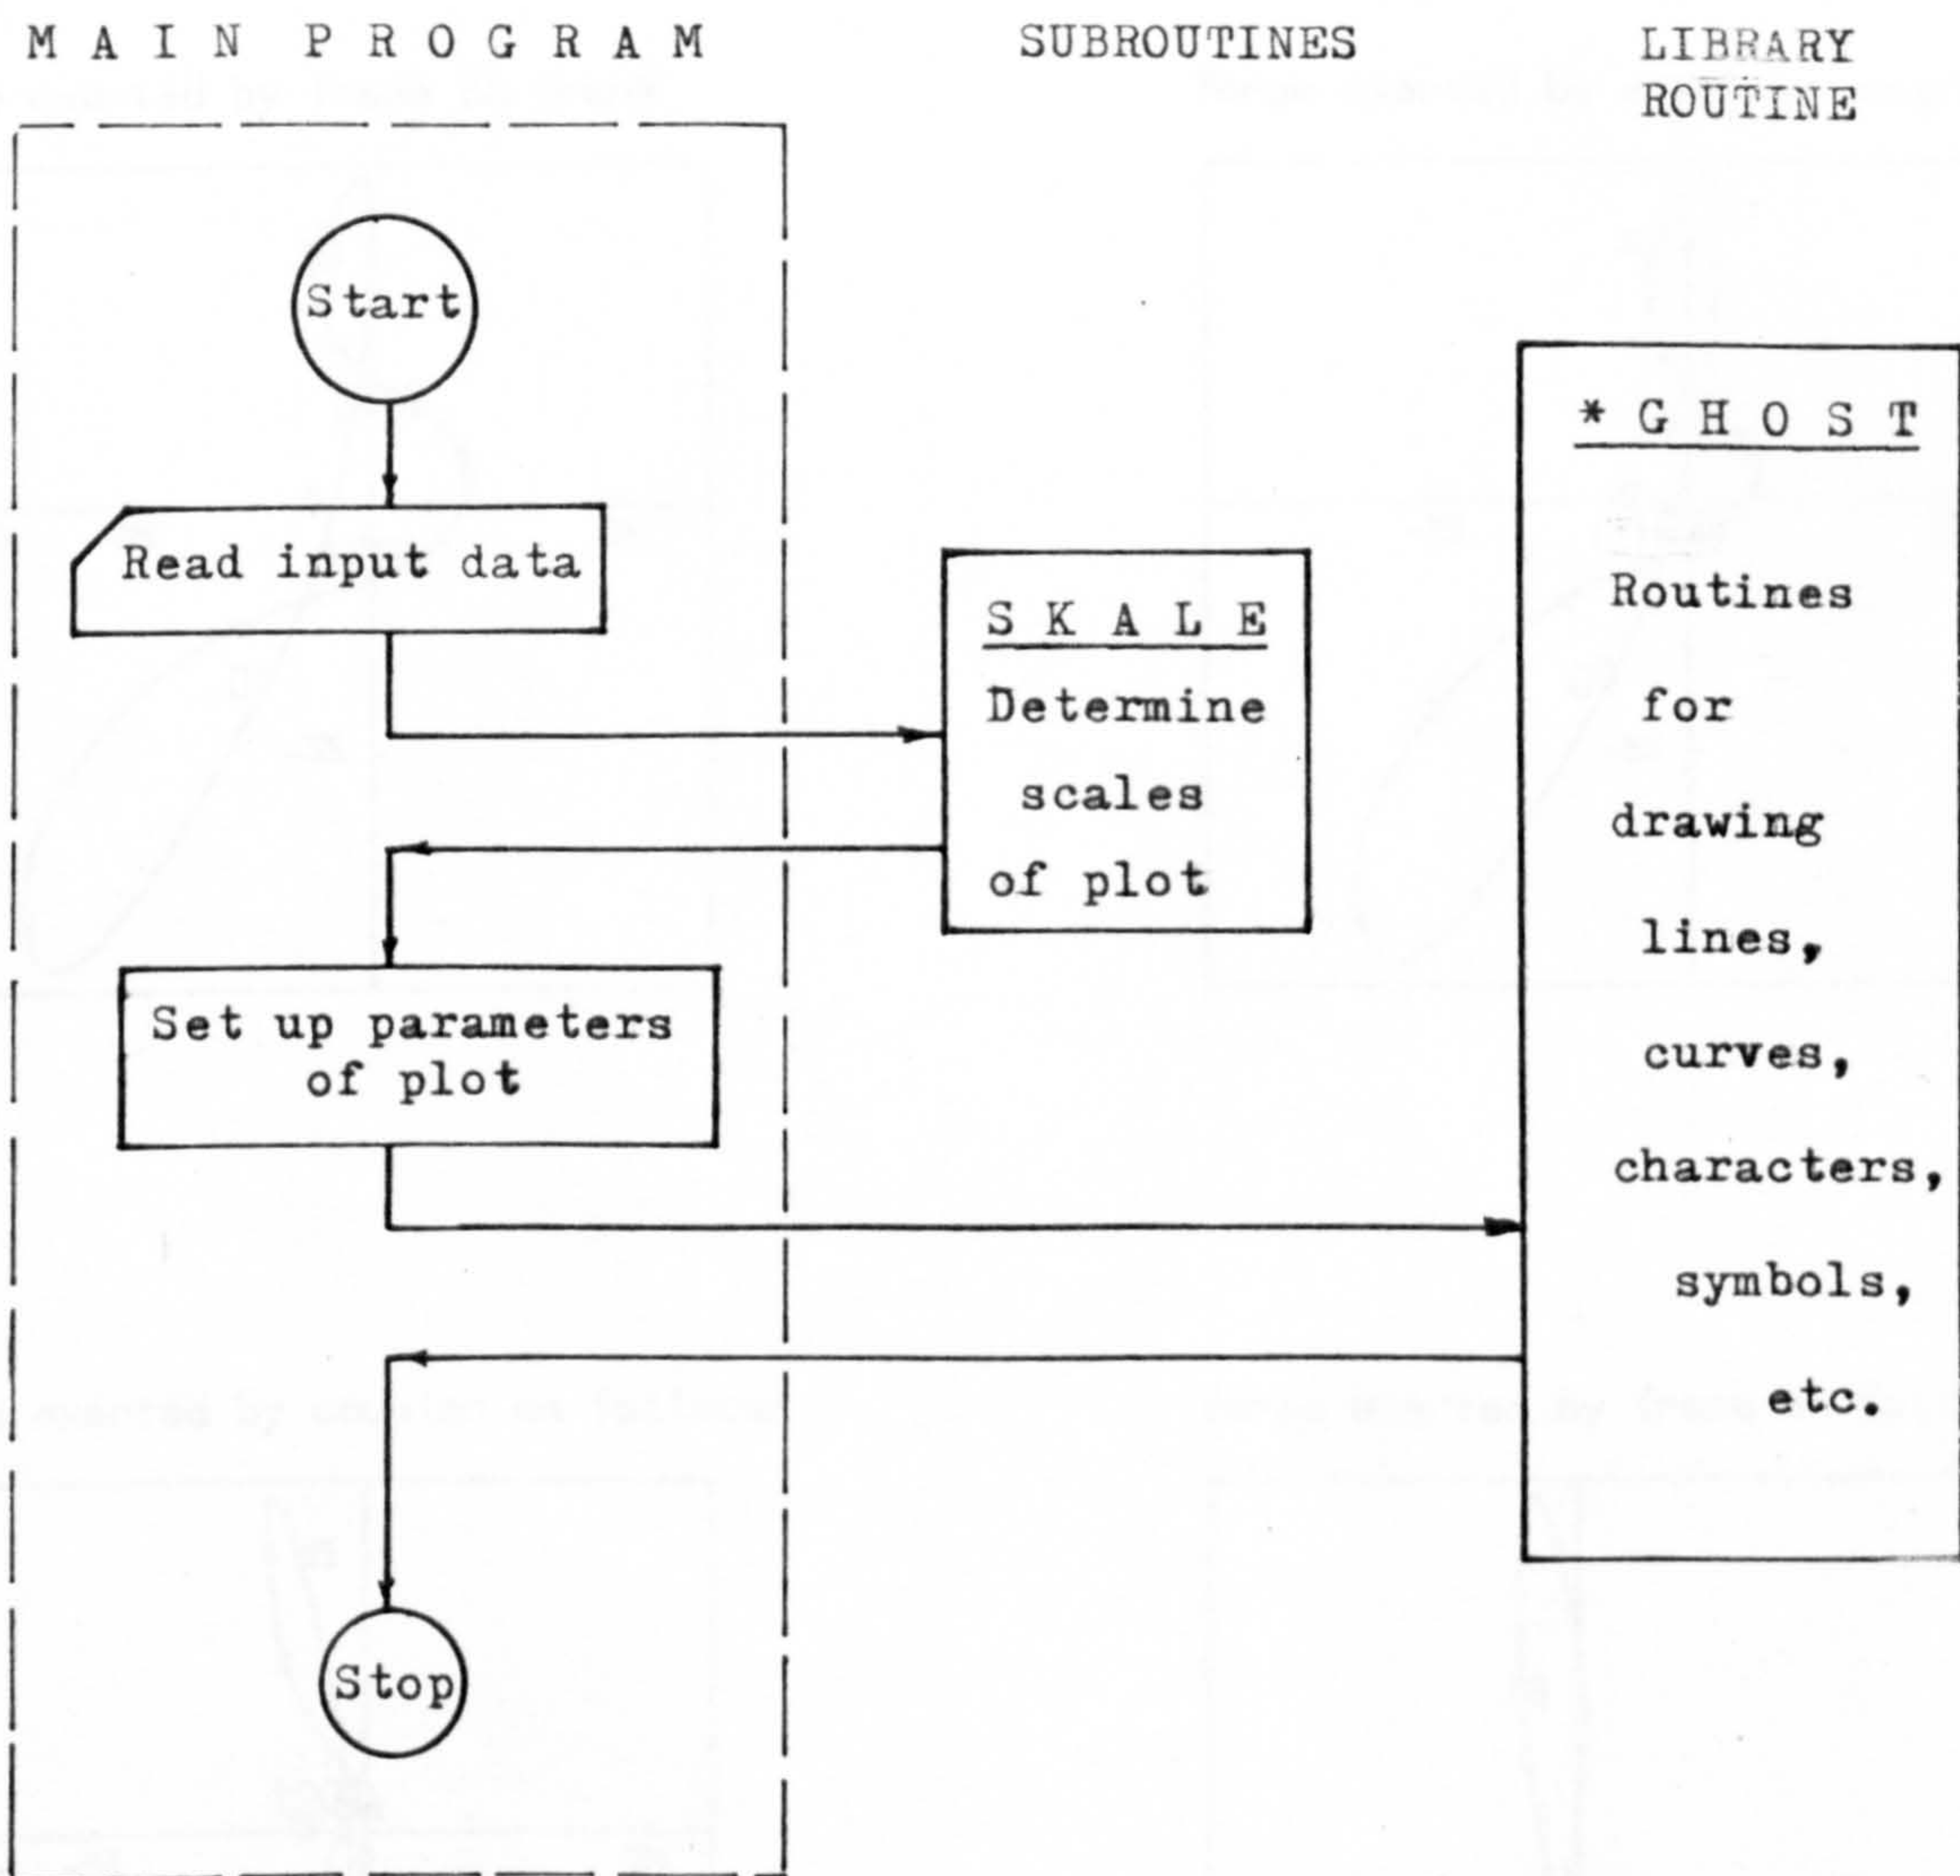 M A I N P R O G R A M
SUBROUTINES
LIBRARY
ROUTINE
Start
Read input data
S K A L E
Determine
scales
of plot
Set up parameters
of plot
* G H O S T
Routines
for
drawing
lines,
curves,
characters,
symbols,
etc.
Stop